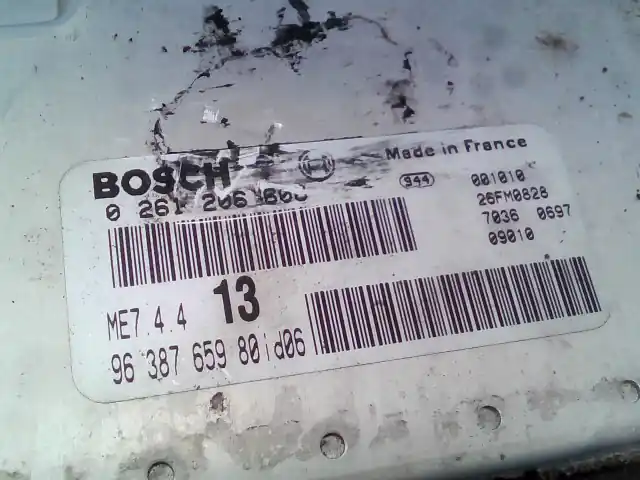 BOSCH
Made in France
0 261 206
944
001010
26FM0828
7036 0697
09010
ME7.4.4
13
96 387 659 80 id06